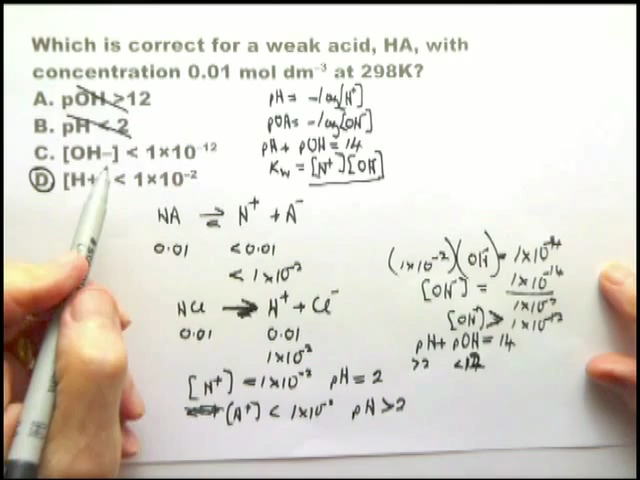 Which is correct for a weak acid, HA, with
concentration 0.01 mol dm⁻³ at 298K?
A. pOH > 12
B. pH < 2
C. [OH–] < 1×10⁻¹²
D. [H+ < 1×10⁻²
pH = -log[H⁺]
pOH = -log[OH⁻]
pH + pOH = 14
Kw = [H⁺][OH⁻]
HA ⇌ H⁺ + A⁻
0.01 < 0.01
< 1×10⁻²
HCl → H⁺ + Cl⁻
0.01 0.01
1×10⁻²
[H⁺] = 1×10⁻² pH = 2
< 1×10⁻² pH > 2
(1×10⁻²)(OH⁻) = 1×10⁻¹⁴
[OH⁻] = 1×10⁻¹⁴
[OH⁻] > 1×10⁻¹²
pH + pOH = 14
>2 <12